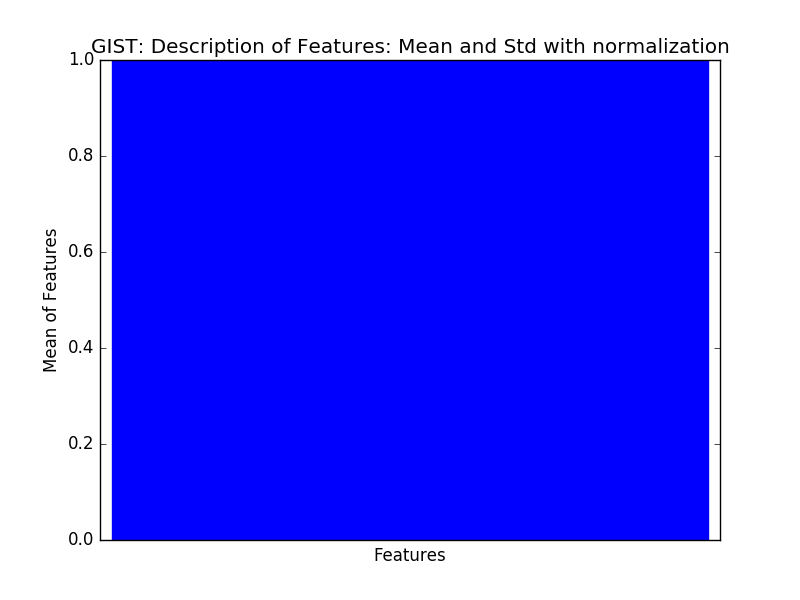 GIST: Description of Features: Mean and Std with normalization
1.0
0.8
0.6
0.4
0.2
0.0
Mean of Features
Features